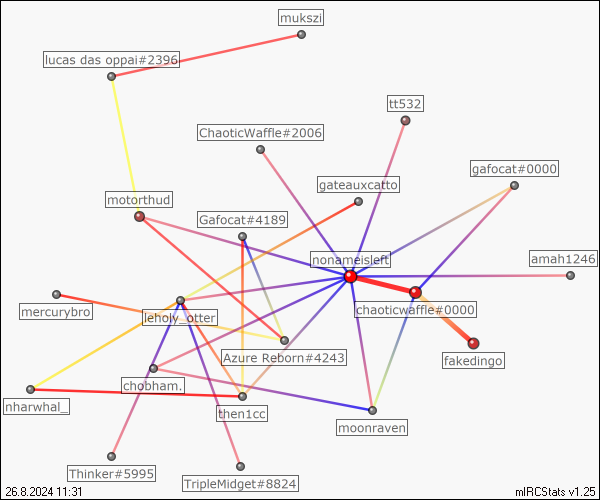 mukszi
lucas das oppai#2396
tt532
ChaoticWaffle#2006
gafocat#0000
gateauxcatto
motorthud
Gafocat#4189
nonameisleft
amah1246
mercurybro
leholy_otter
chaoticwaffle#0000
Azure Reborn#4243
fakedingo
chobham.
nharwhal_
then1cc
moonraven
Thinker#5995
TripleMidget#8824
26.8.2024 11:31
mIRCStats v1.25